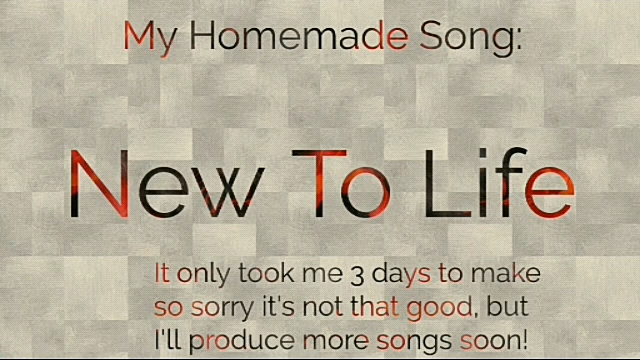 My Homemade Song:
New To Life
It only took me 3 days to make
so sorry it's not that good, but
I'll produce more songs soon!